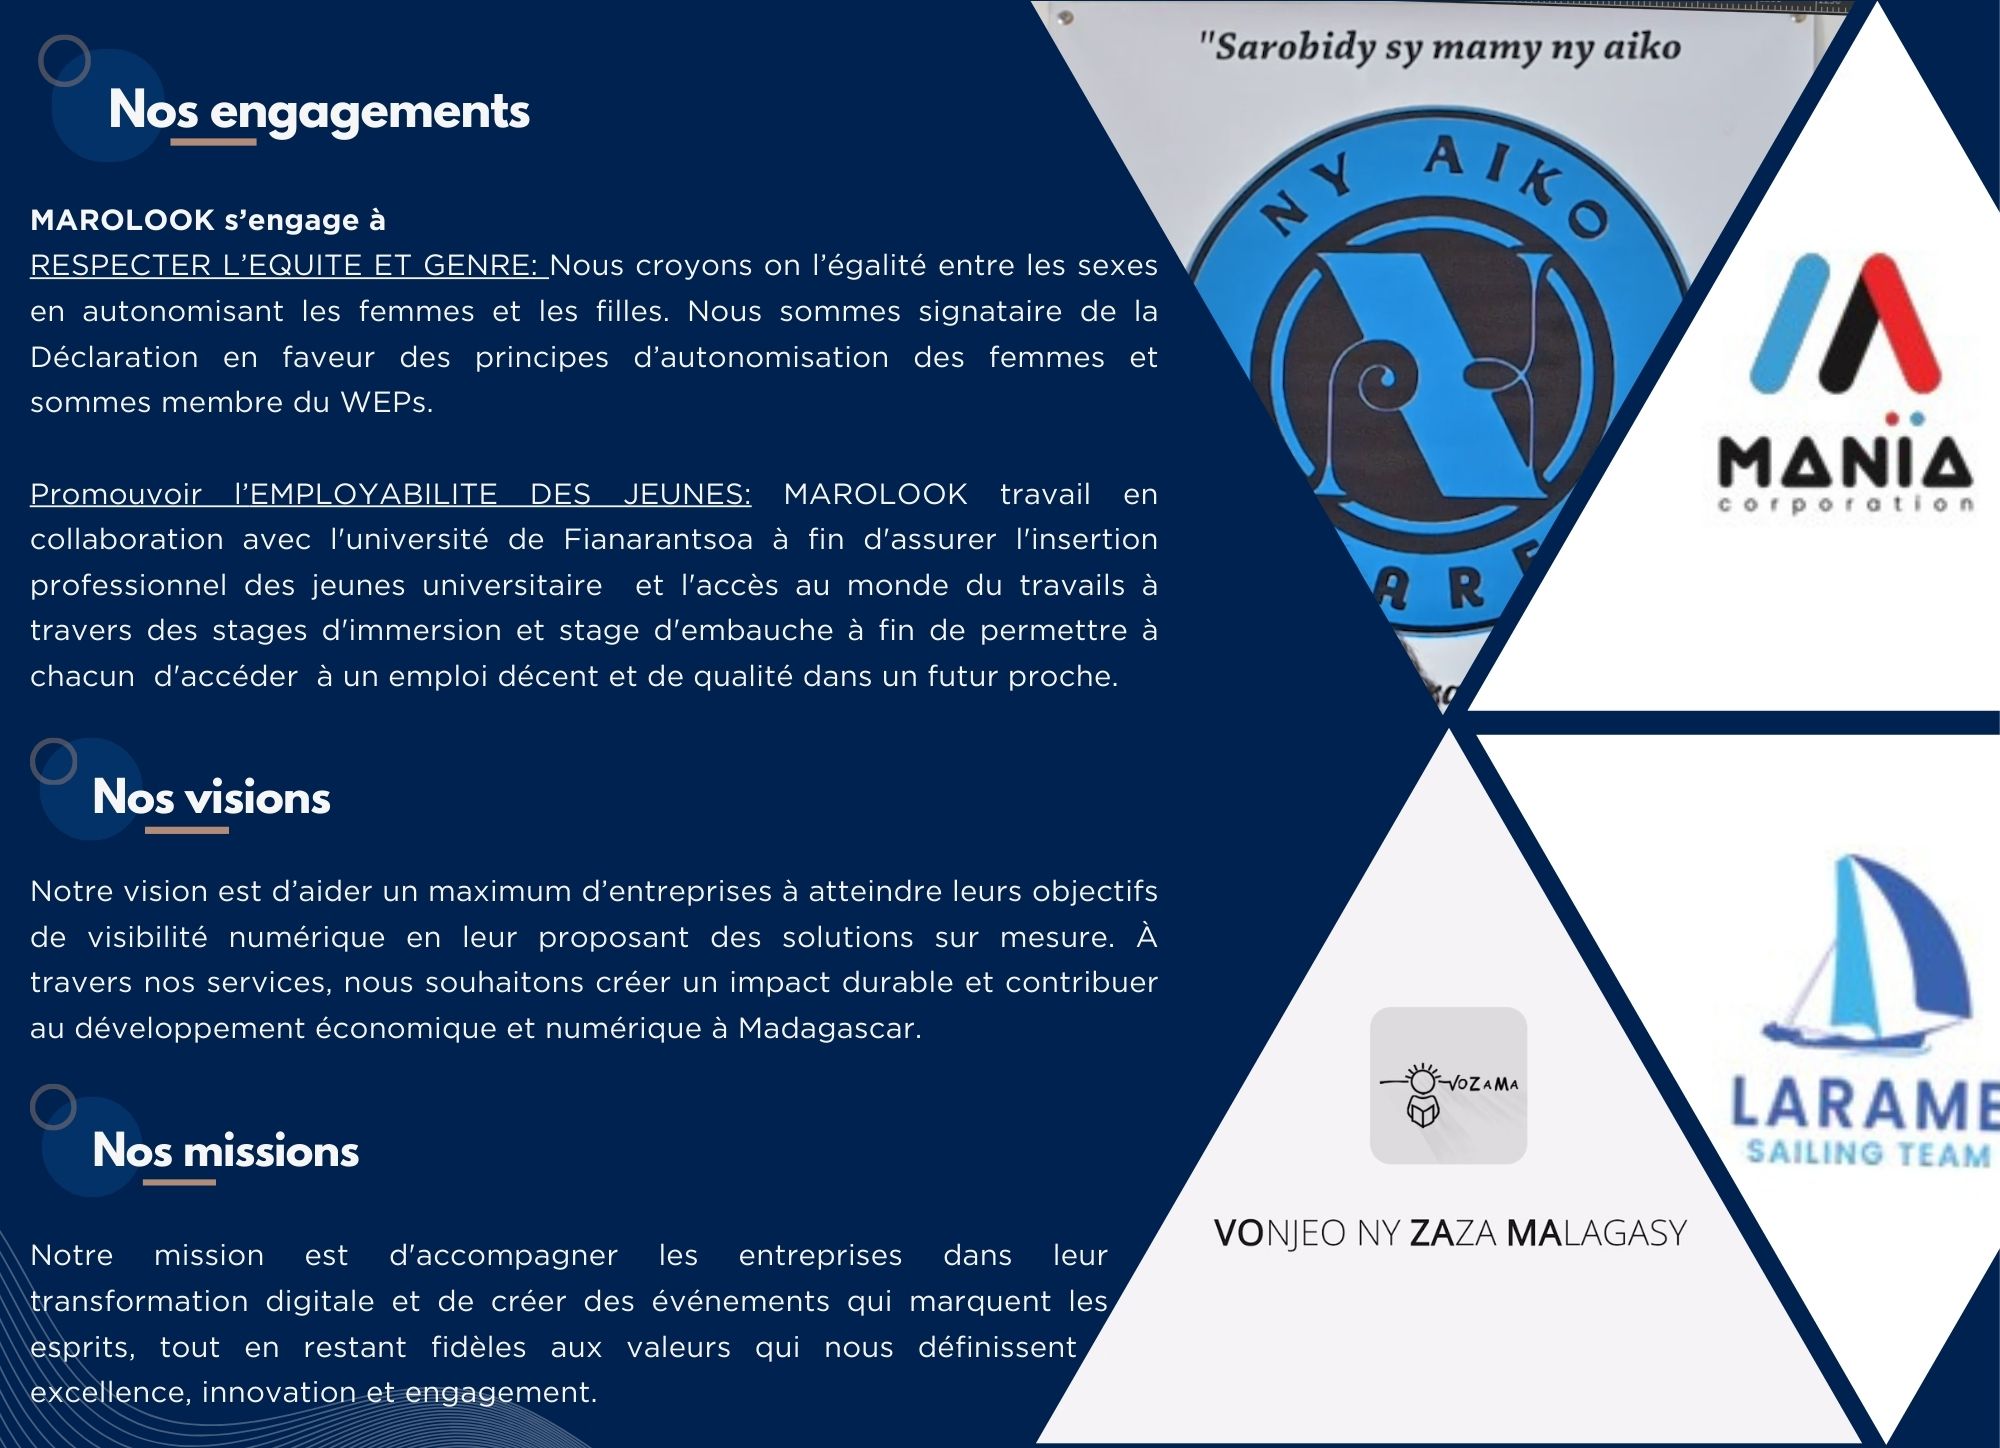 Nos engagements
MAROLOOK s’engage à
RESPECTER L’EQUITE ET GENRE: Nous croyons on l’égalité entre les sexes
en autonomisant les femmes et les filles. Nous sommes signataire de la
Déclaration en faveur des principes d’autonomisation des femmes et
sommes membre du WEPs.
Promouvoir l’EMPLOYABILITE DES JEUNES: MAROLOOK travail en
collaboration avec l'université de Fianarantsoa à fin d'assurer l'insertion
professionnel des jeunes universitaire et l'accès au monde du travails à
travers des stages d'immersion et stage d'embauche à fin de permettre à
chacun d'accéder à un emploi décent et de qualité dans un futur proche.
Nos visions
Notre vision est d’aider un maximum d’entreprises à atteindre leurs objectifs
de visibilité numérique en leur proposant des solutions sur mesure. À
travers nos services, nous souhaitons créer un impact durable et contribuer
au développement économique et numérique à Madagascar.
Nos missions
Notre mission est d'accompagner les entreprises dans leur
transformation digitale et de créer des événements qui marquent les
esprits, tout en restant fidèles aux valeurs qui nous définissent
excellence, innovation et engagement.
"Sarobidy sy mamy ny aiko
NY AIKO
MANïA
corporation
VOZAMA
VONJEO NY ZAZA MALAGASY
SAILING TEAM